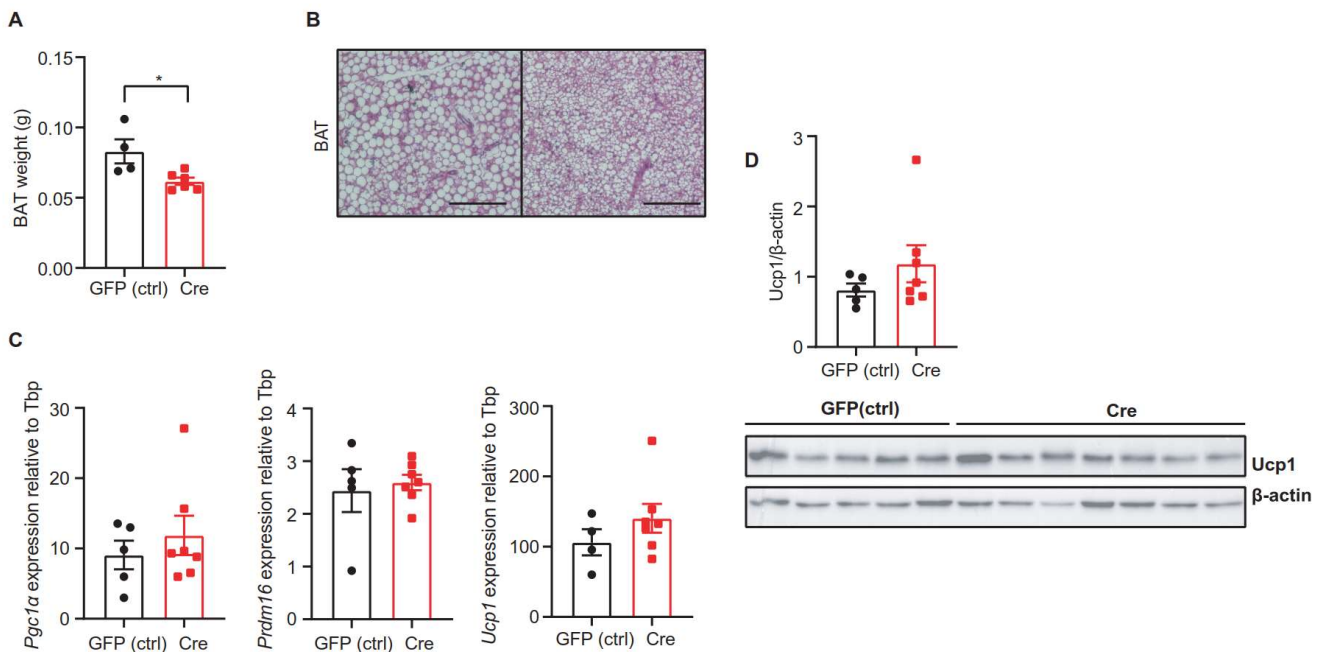 A
BAT weight (g)
0.15
0.10
0.05
0.00
*
GFP (ctrl) Cre
B
BAT
C
Pgc1α expression relative to Tbp
30
20
10
0
GFP (ctrl) Cre
Prdm16 expression relative to Tbp
4
3
2
1
0
GFP (ctrl) Cre
Ucp1 expression relative to Tbp
300
200
100
0
GFP (ctrl) Cre
D
Ucp1/β-actin
3
2
1
0
GFP (ctrl) Cre
GFP(ctrl) Cre
Ucp1
β-actin